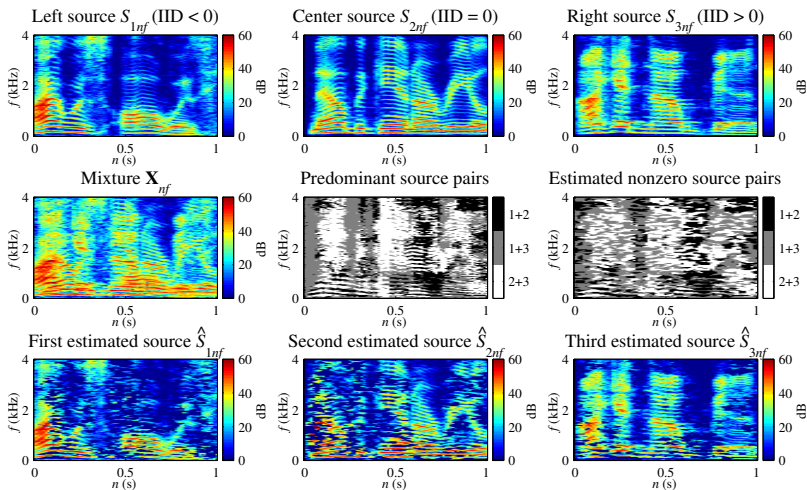 Left source S1nf (IID < 0)
Center source S2nf (IID = 0)
Right source S3nf (IID > 0)
f (kHz)
4
2
0
0
0.5
1
n (s)
60
40
20
0
dB
f (kHz)
4
2
0
0
0.5
1
n (s)
60
40
20
0
dB
f (kHz)
4
2
0
0
0.5
1
n (s)
60
40
20
0
dB
Mixture Xnf
Predominant source pairs
Estimated nonzero source pairs
f (kHz)
4
2
0
0
0.5
1
n (s)
60
40
20
0
dB
f (kHz)
4
2
0
0
0.5
1
n (s)
1+2
1+3
2+3
f (kHz)
4
2
0
0
0.5
1
n (s)
1+2
1+3
2+3
First estimated source Ŝ1nf
Second estimated source Ŝ2nf
Third estimated source Ŝ3nf
f (kHz)
4
2
0
0
0.5
1
n (s)
60
40
20
0
dB
f (kHz)
4
2
0
0
0.5
1
n (s)
60
40
20
0
dB
f (kHz)
4
2
0
0
0.5
1
n (s)
60
40
20
0
dB